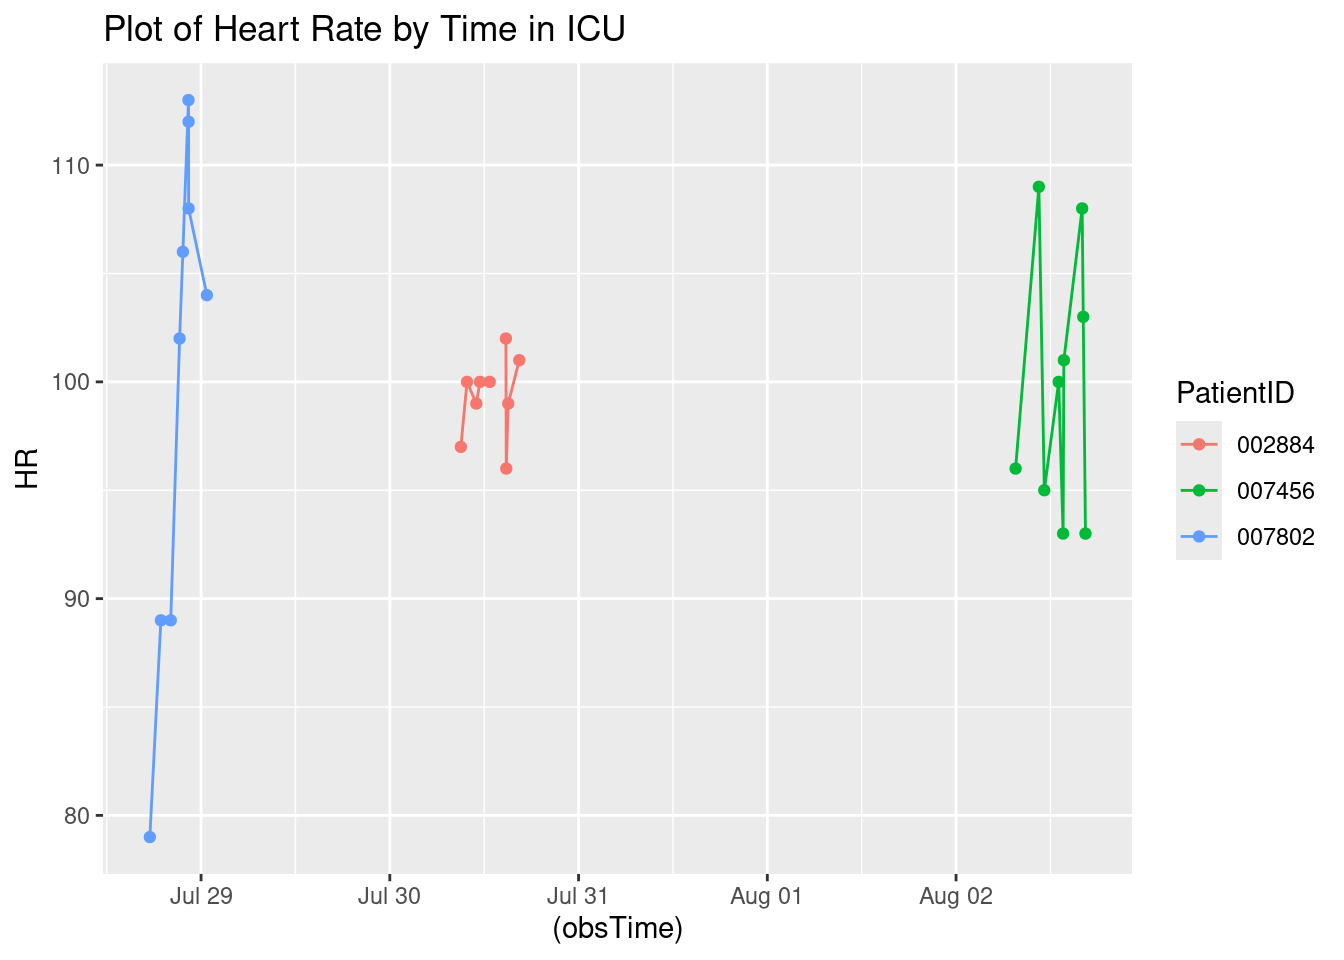 Plot of Heart Rate by Time in ICU
HR
110
100
90
80
Jul 29
Jul 30
Jul 31
Aug 01
Aug 02
(obsTime)
PatientID
002884
007456
007802